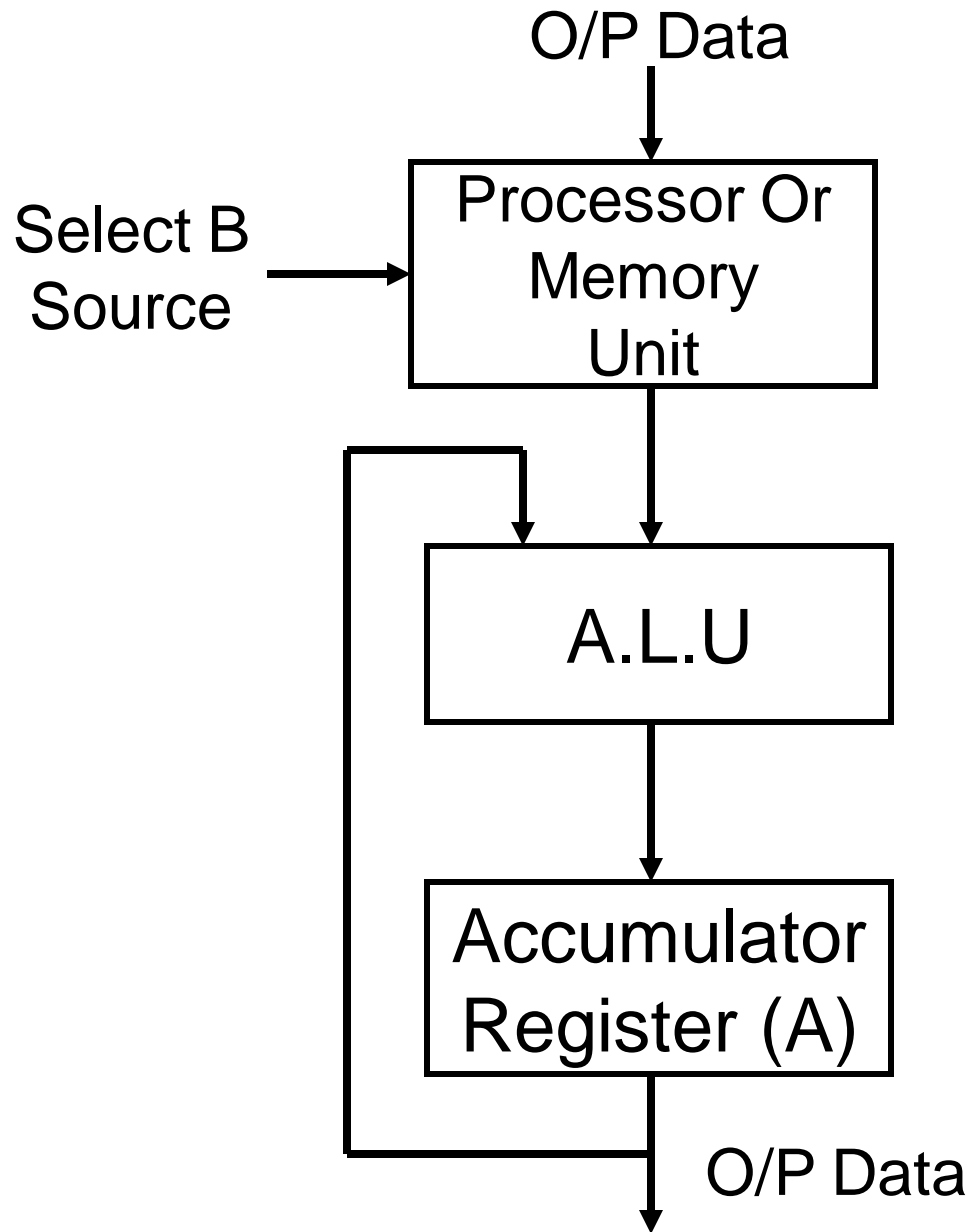 O/P Data
Select B
Source
Processor Or
Memory
Unit
A.L.U
Accumulator
Register (A)
O/P Data